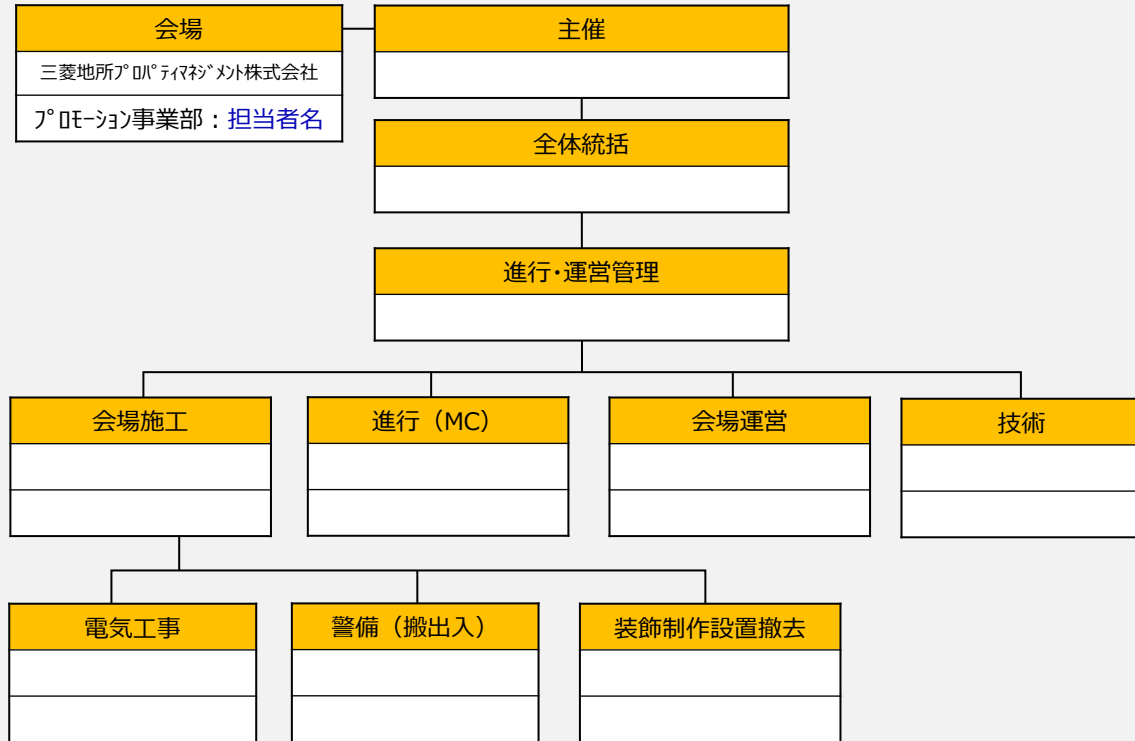 会場
主催
三菱地所ﾌﾟﾛﾊﾟﾃｨﾏﾈｼﾞﾒﾝﾄ株式会社
ﾌﾟﾛﾓｰｼｮﾝ事業部：担当者名
全体統括
進行・運営管理
会場施工
進行（MC）
会場運営
技術
電気工事
警備（搬出入）
装飾制作設置撤去